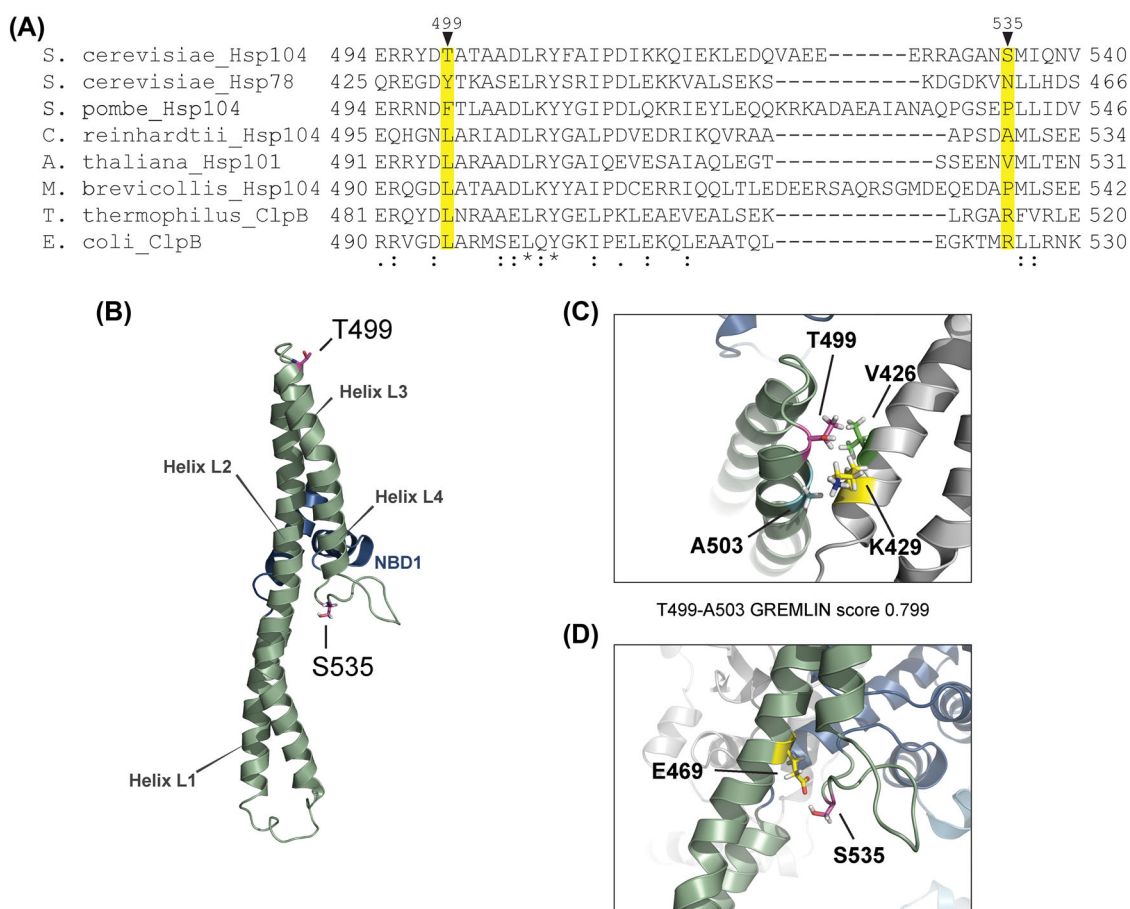 (A)
499 535
S. cerevisiae_Hsp104 494 ERRYDTATAADLRYFAIPDIKKQIEKLEDQVAEE-------ERRAGANSMIQNV 540
S. cerevisiae_Hsp78 425 QREGDYTKASELRYSRIPDLEKKVALSEKS-----------KDGDKVNLLHDS 466
S. pombe_Hsp104 494 ERRNDFTLAADLKYYGIPDLQKRIEYLEQQKRKADAEAIANAQPGSEPLLIDV 546
C. reinhardtii_Hsp104 495 EQHGNLARIADLRYGALPDVEDRIKQVRAA-------------APSDAMLSEE 534
A. thaliana_Hsp101 491 ERRYDLARAADLRYGAIQEVESAIAQLEGT------------SSEENVMLTEN 531
M. brevicollis_Hsp104 490 ERQGDLATAADLKYYAIPDCERRIQQLTLEDEERSAQRSGMDEQEDAPMLSEE 542
T. thermophilus_ClpB 481 ERQYDLNRAAELRYGELPKLEAEVEALSEK-------------LRGARFVRLE 520
E. coli_ClpB 490 RRVGDLARMSELQYGKIPELEKQLEAATQL------------EGKTMRLLRNK 530
.: : ::*:* : . : : ::
(B)
T499
Helix L3
Helix L2
Helix L4
NBD1
S535
Helix L1
(C)
T499
V426
A503
K429
T499-A503 GREMLIN score 0.799
(D)
E469
S535